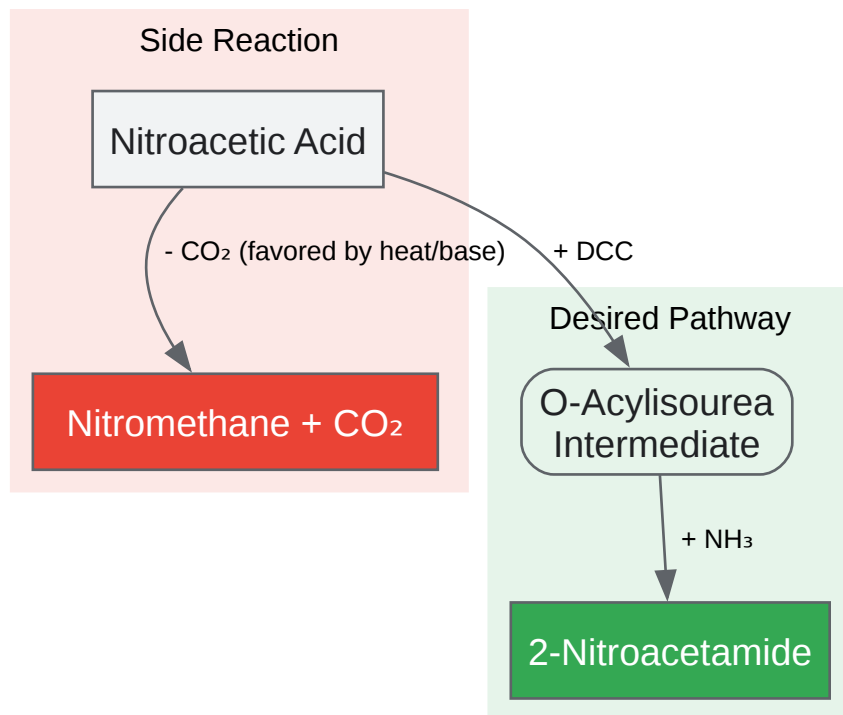 Side Reaction
Nitroacetic Acid
- CO₂ (favored by heat/base)
+ DCC
Desired Pathway
Nitromethane + CO₂
O-Acylisourea
Intermediate
+ NH₃
2-Nitroacetamide